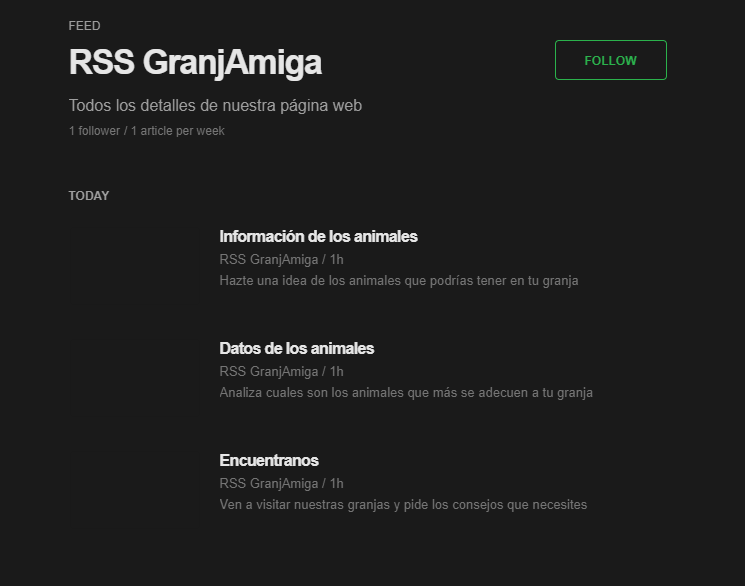 FEED
RSS GranjAmiga
FOLLOW
Todos los detalles de nuestra página web
1 follower / 1 article per week
TODAY
Información de los animales
RSS GranjAmiga / 1h
Hazte una idea de los animales que podrías tener en tu granja
Datos de los animales
RSS GranjAmiga / 1h
Analiza cuales son los animales que más se adecuen a tu granja
Encuentranos
RSS GranjAmiga / 1h
Ven a visitar nuestras granjas y pide los consejos que necesites